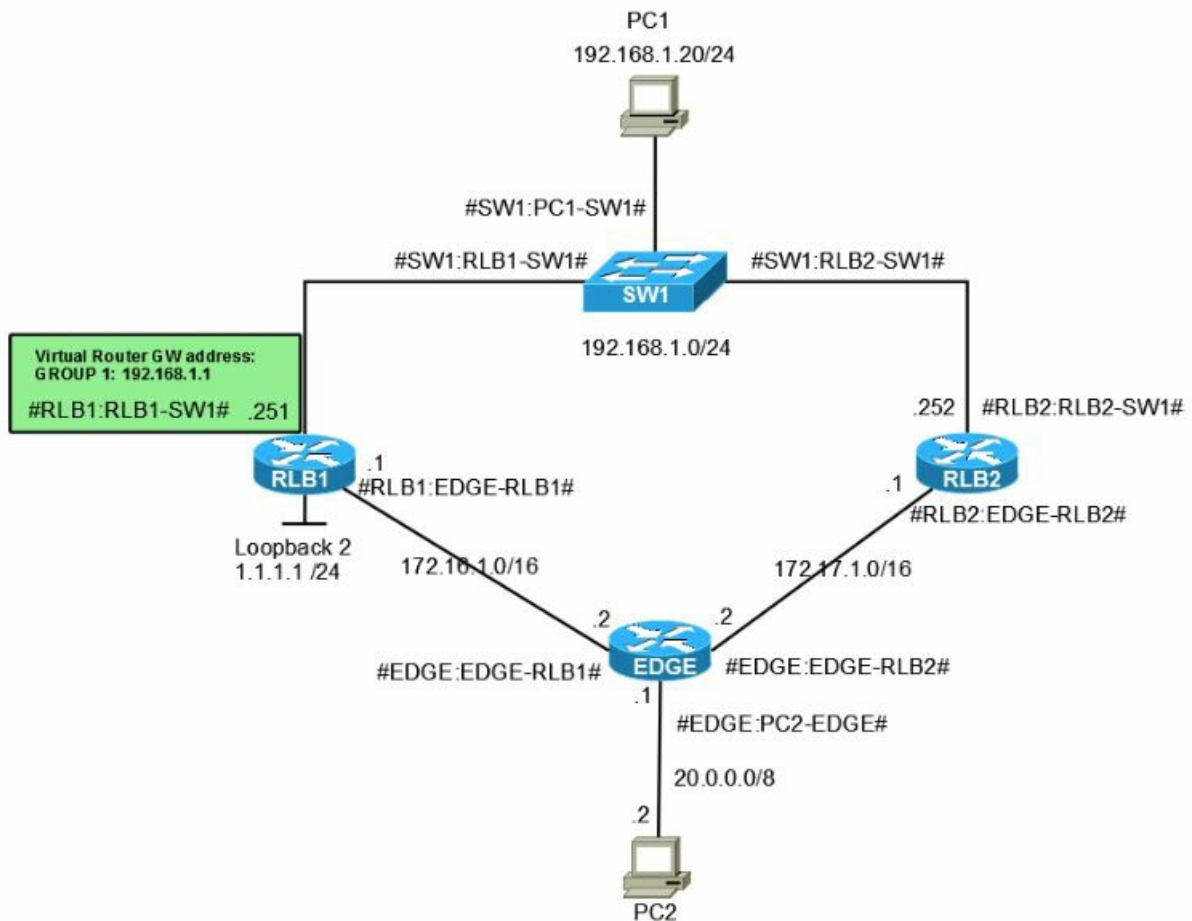 PC1
192.168.1.20/24
#SW1:PC1-SW1#
#SW1:RLB1-SW1#
#SW1:RLB2-SW1#
SW1
192.168.1.0/24
Virtual Router GW address:
GROUP 1: 192.168.1.1
#RLB1:RLB1-SW1# .251
.252 #RLB2:RLB2-SW1#
RLB1
.1
#RLB1:EDGE-RLB1#
RLB2
.1
#RLB2:EDGE-RLB2#
Loopback 2
1.1.1.1 /24
172.16.1.0/16
172.17.1.0/16
.2
.2
EDGE
#EDGE:EDGE-RLB1#
#EDGE:EDGE-RLB2#
.1
#EDGE:PC2-EDGE#
20.0.0.0/8
.2
PC2